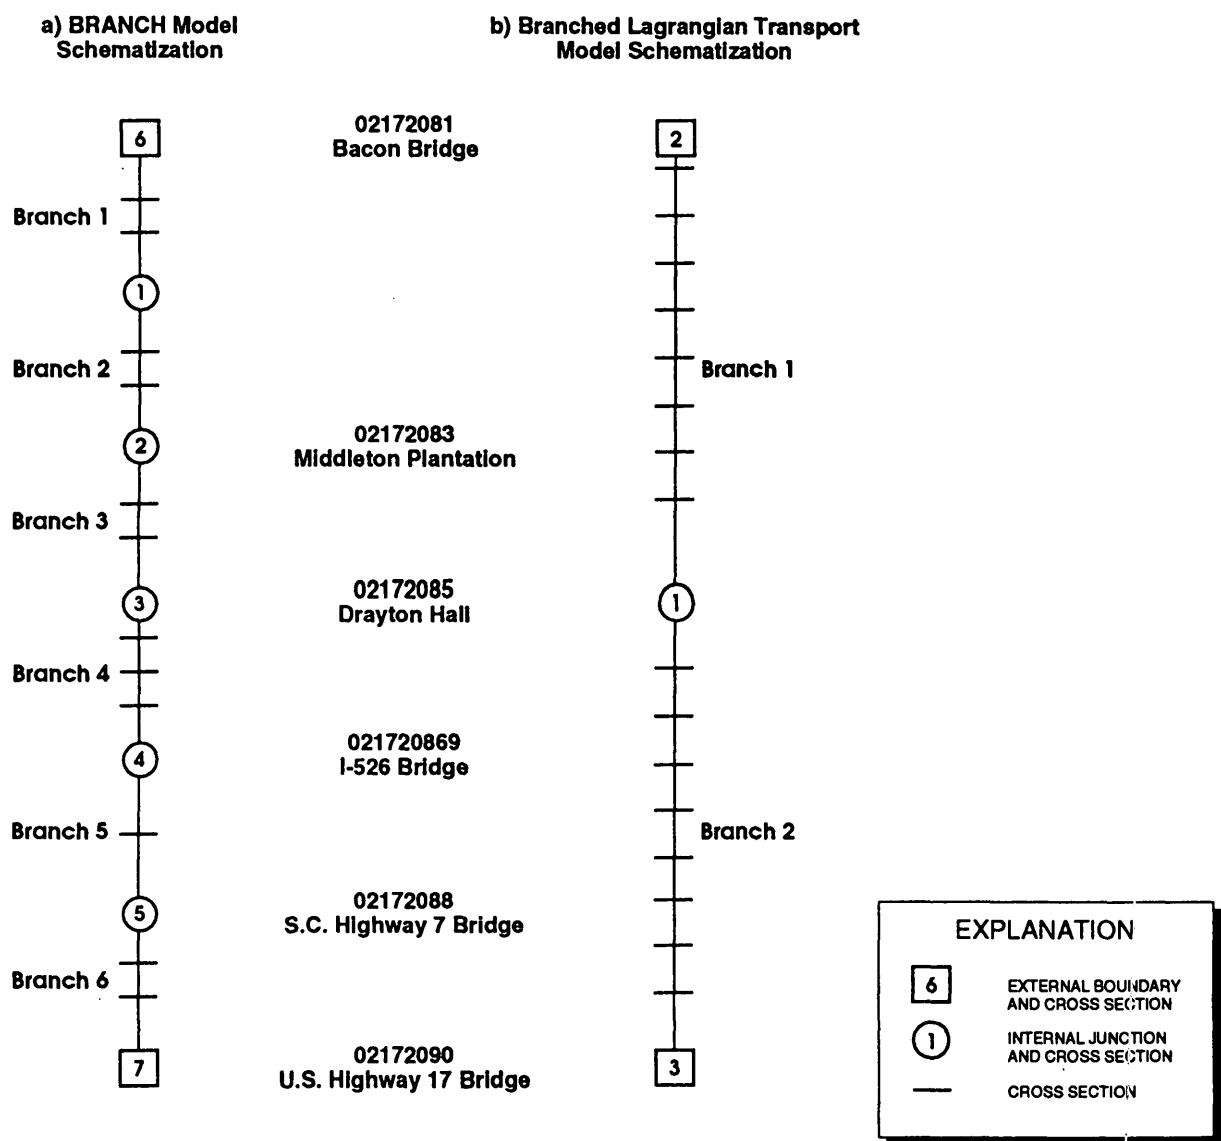 a) BRANCH Model
Schematization
b) Branched Lagrangian Transport
Model Schematization
6
02172081
Bacon Bridge
2
Branch 1
1
Branch 2
Branch 1
2
02172083
Middleton Plantation
Branch 3
3
02172085
Drayton Hall
1
Branch 4
4
021720869
I-526 Bridge
Branch 5
Branch 2
5
02172088
S.C. Highway 7 Bridge
Branch 6
7
02172090
U.S. Highway 17 Bridge
3
EXPLANATION
6
EXTERNAL BOUNDARY
AND CROSS SECTION
1
INTERNAL JUNCTION
AND CROSS SECTION
CROSS SECTION